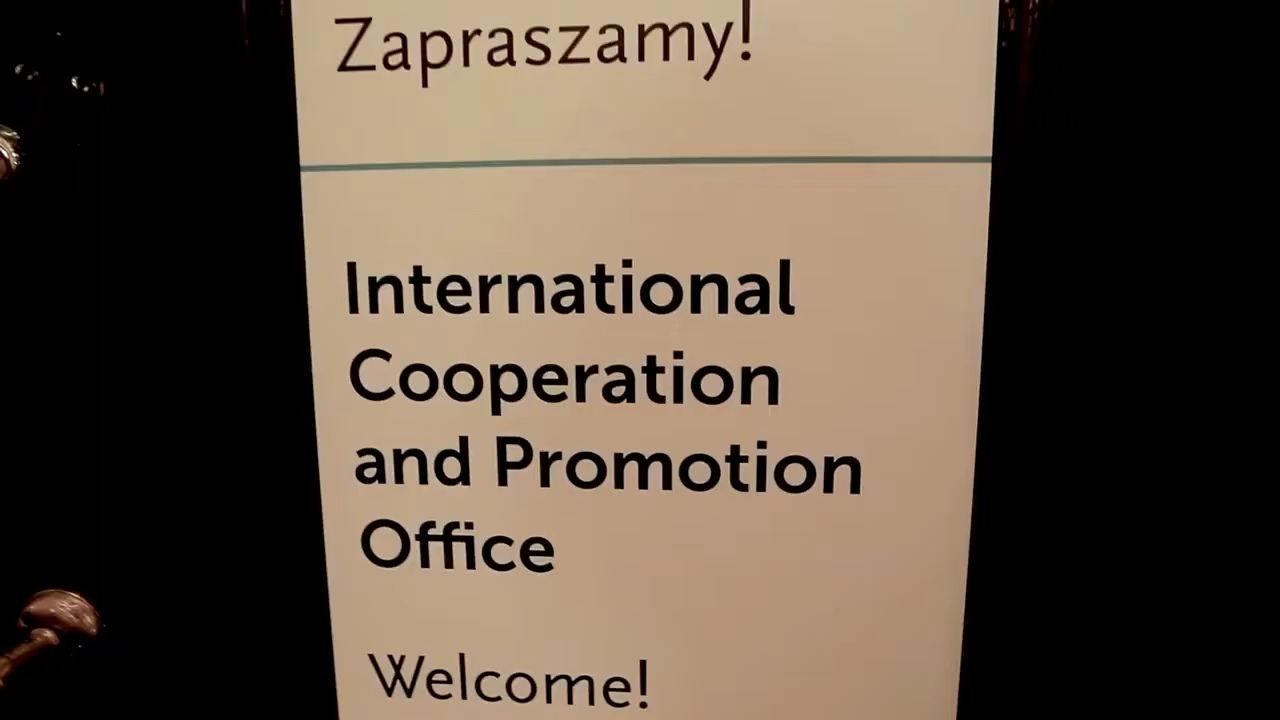 Zapraszamy!
International
Cooperation
and Promotion
Office
Welcome!